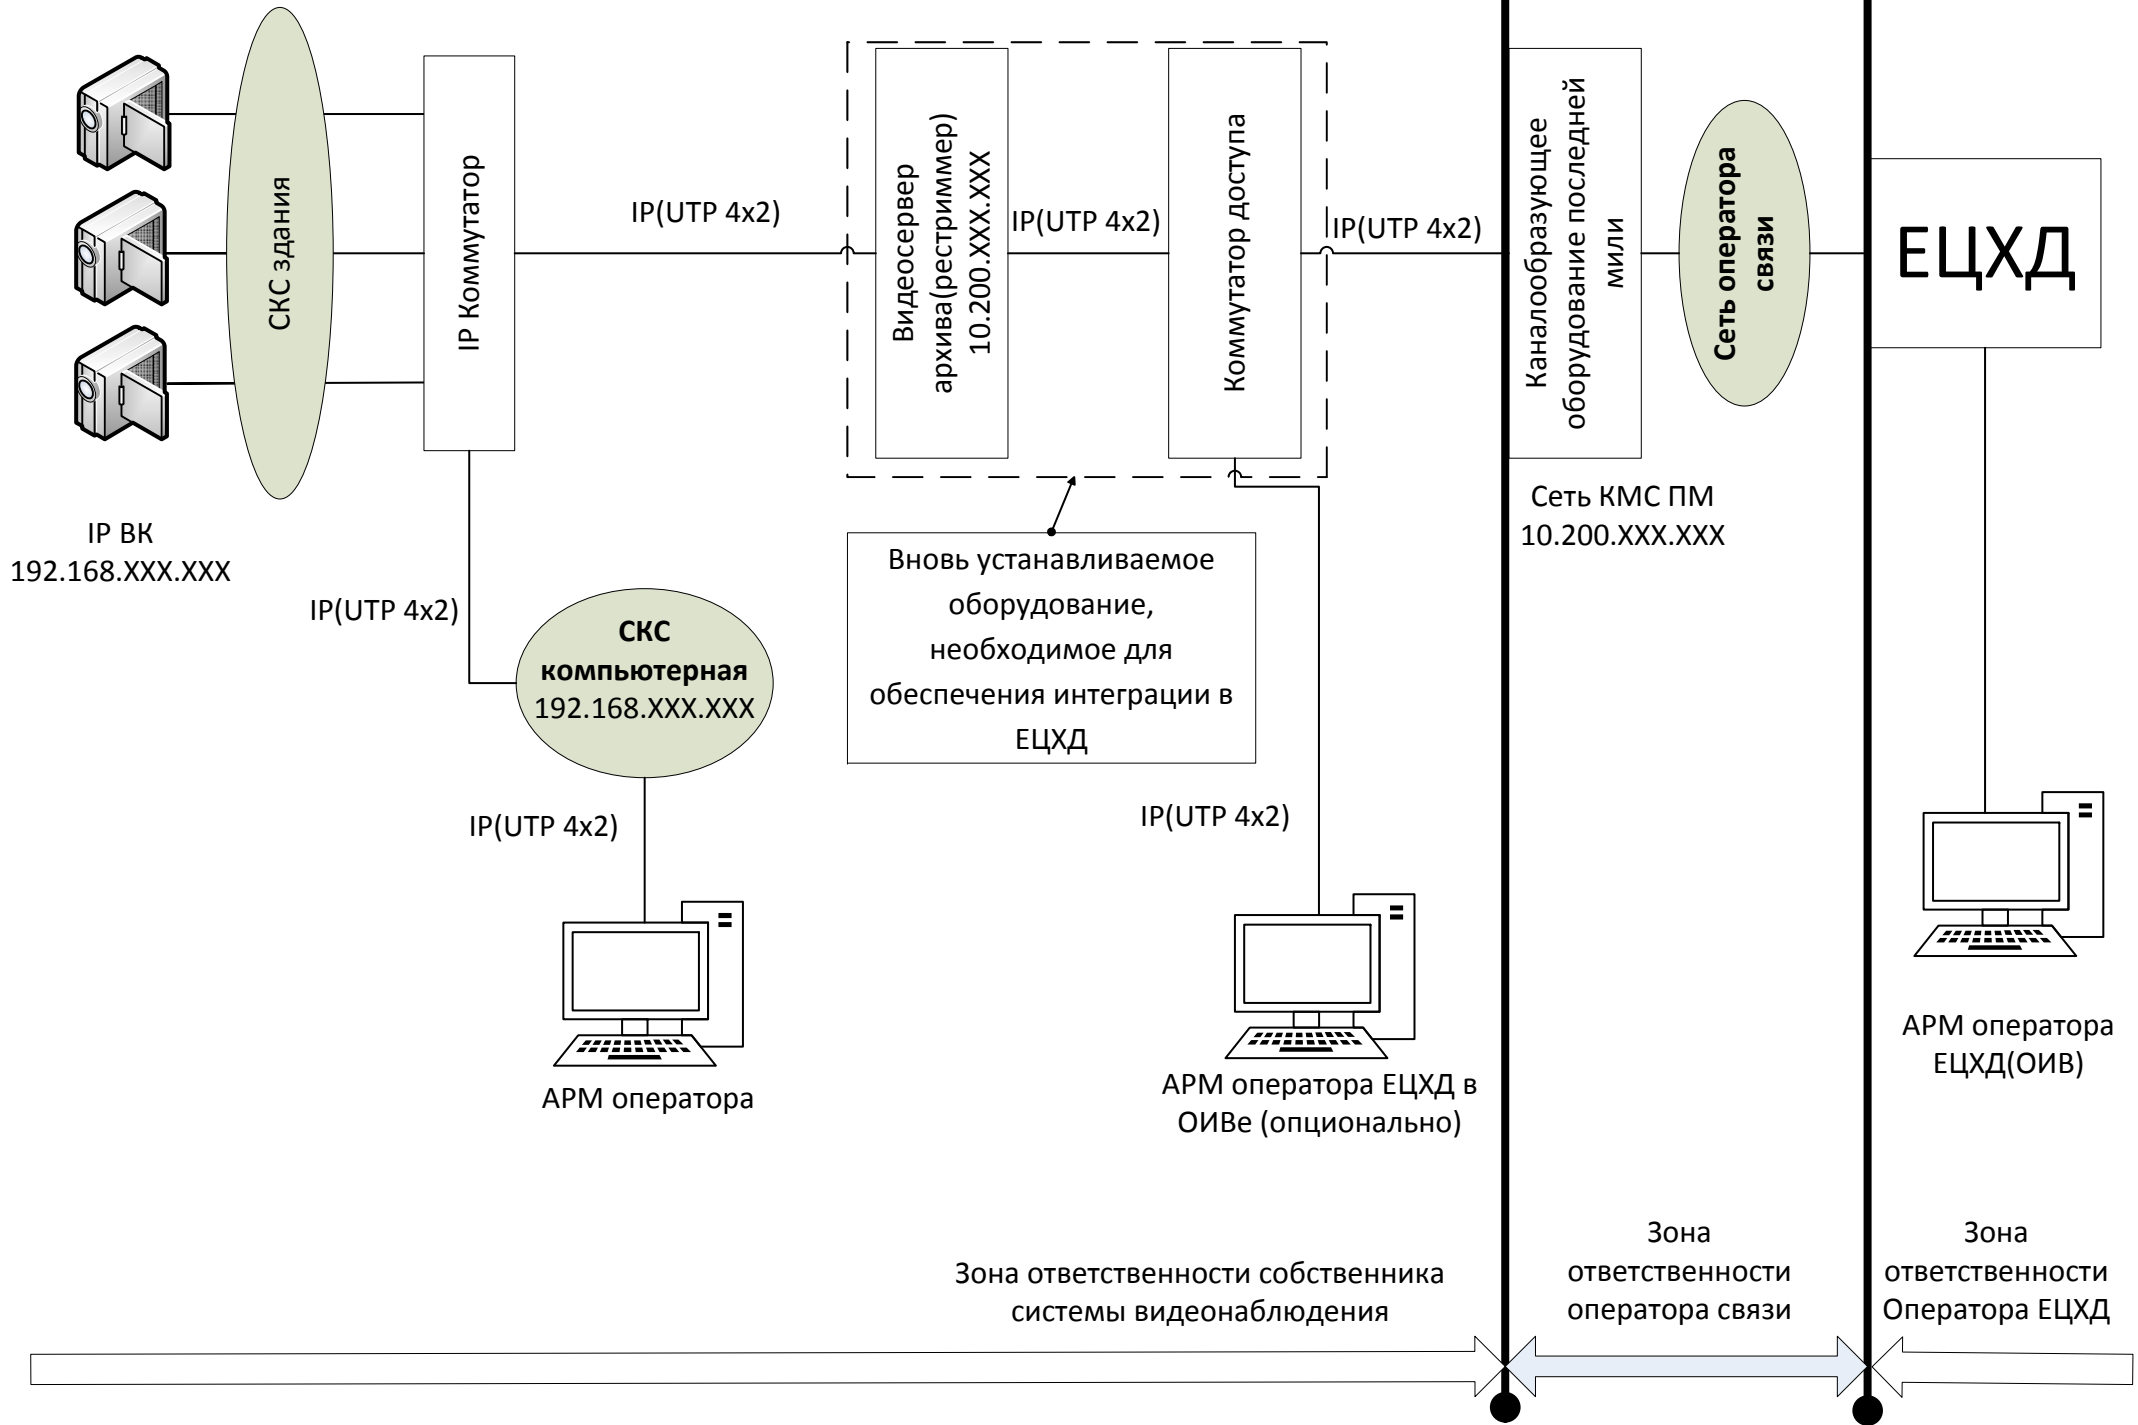 СКС здания
IP Коммутатор
IP(UTP 4x2)
Видеосервер
архива(рестриммер)
10.200.XXX.XXX
IP(UTP 4x2)
Коммутатор доступа
IP(UTP 4x2)
Каналообразующее
оборудование последней
мили
Сеть оператора
связи
ЕЦХД
IP ВК
192.168.XXX.XXX
Сеть КМС ПМ
10.200.XXX.XXX
Вновь устанавливаемое
оборудование,
необходимое для
обеспечения интеграции в
ЕЦХД
IP(UTP 4x2)
СКС
компьютерная
192.168.XXX.XXX
IP(UTP 4x2)
IP(UTP 4x2)
АРМ оператора
АРМ оператора ЕЦХД в
ОИВе (опционально)
АРМ оператора
ЕЦХД(ОИВ)
Зона ответственности собственника
системы видеонаблюдения
Зона
ответственности
оператора связи
Зона
ответственности
Оператора ЕЦХД